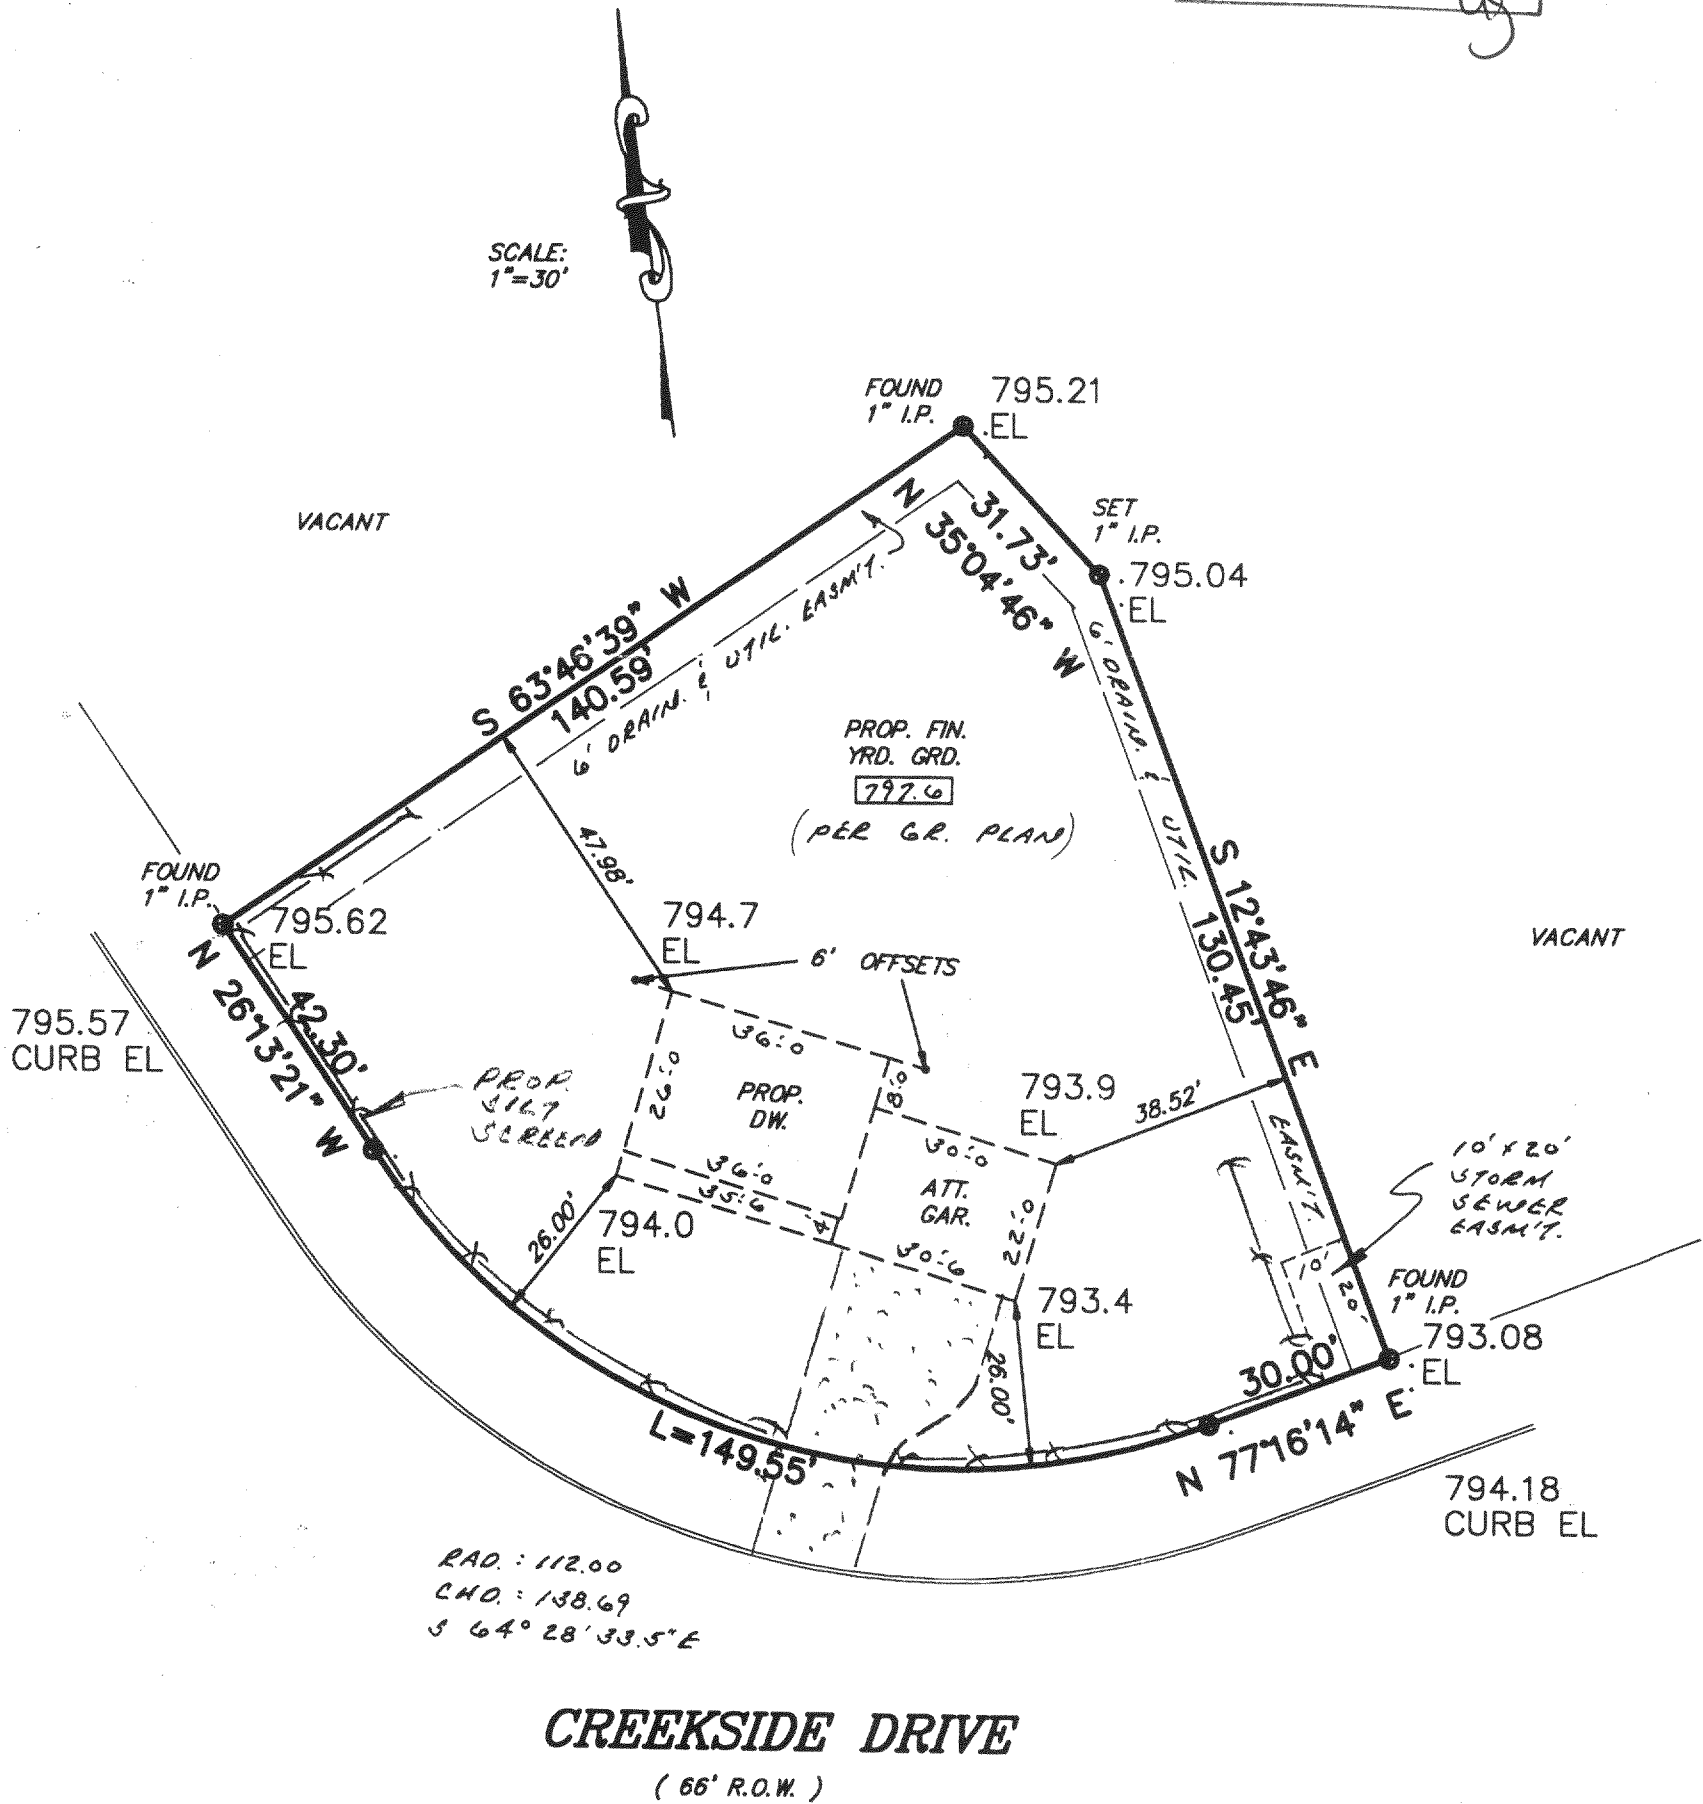 SCALE:
1"=30'
FOUND
1" I.P.
795.21
EL
VACANT
SET
1" I.P.
795.04
EL
N 35°04'46" W
31.73'
S 63°46'39" W
140.59'
6' DRAIN. & UTIL. EASM'T.
6' DRAIN. & UTIL. EASM'T.
PROP. FIN.
YRD. GRD.
797.6
(PER GR. PLAN)
S 12°43'46" E
130.45'
47.98'
FOUND
1" I.P.
795.62
EL
794.7
EL
6' OFFSETS
VACANT
N 26°13'21" W
42.30'
795.57
CURB EL
PROP.
SILT
SCREEN
36'-0
26'-0
PROP.
DW.
8'-0
793.9
EL
38.52'
30'-0
36'-0
35'-6
4'
ATT.
GAR.
22'-0
30'-6
10' x 20'
STORM
SEWER
EASM'T.
26.00'
794.0
EL
10'
20'
FOUND
1" I.P.
793.08
EL
793.4
EL
26.00'
30.00'
N 77°16'14" E
L=149.55'
794.18
CURB EL
RAD. : 112.00
CHD. : 138.69
S 64° 28' 33.5" E
CREEKSIDE DRIVE
( 66' R.O.W. )